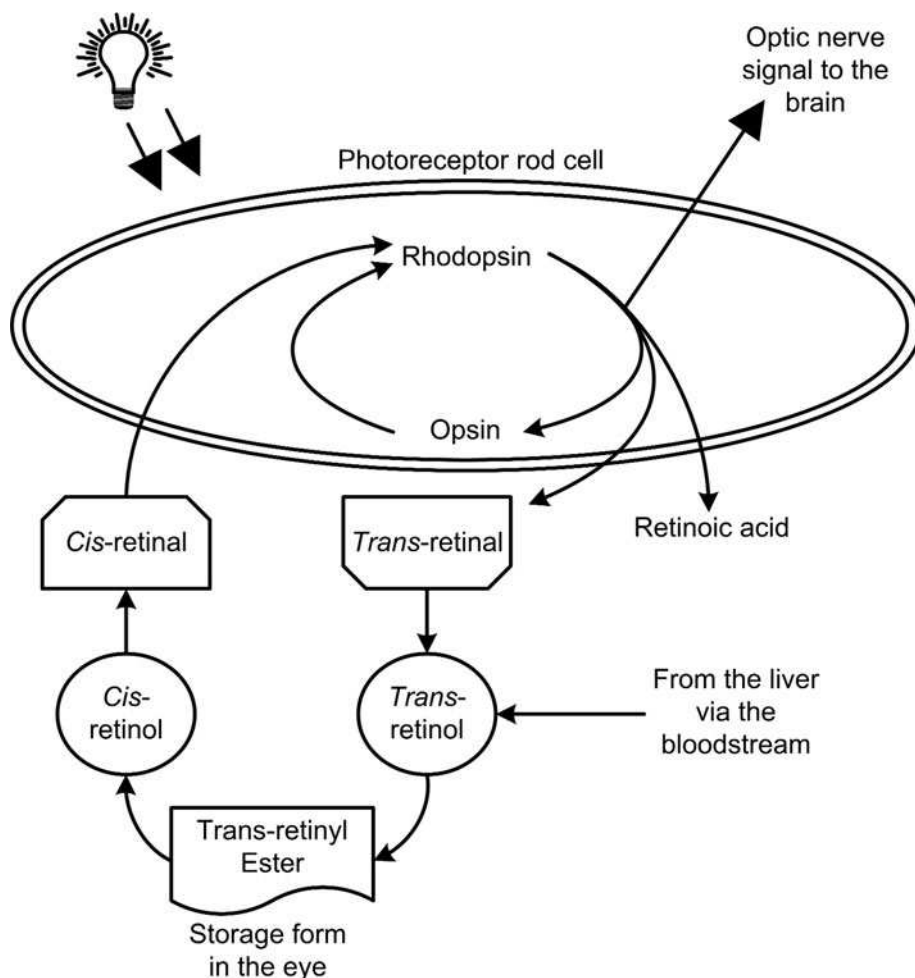 Optic nerve
signal to the
brain
Photoreceptor rod cell
Rhodopsin
Opsin
Cis-retinal
Trans-retinal
Retinoic acid
Cis-
retinol
Trans-
retinol
From the liver
via the
bloodstream
Trans-retinyl
Ester
Storage form
in the eye